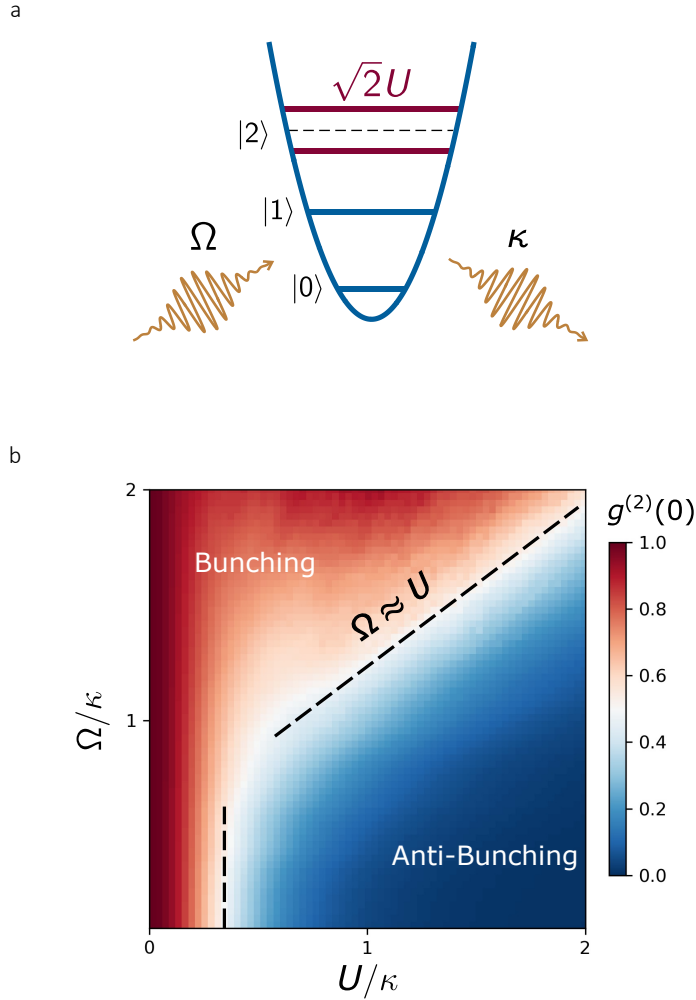 a
√2U
|2⟩
|1⟩
Ω
κ
|0⟩
b
2
g⁽²⁾(0)
1.0
Bunching
0.8
Ω ≈ U
0.6
1
Ω/κ
0.4
0.2
Anti-Bunching
0.0
0
1
2
U/κ